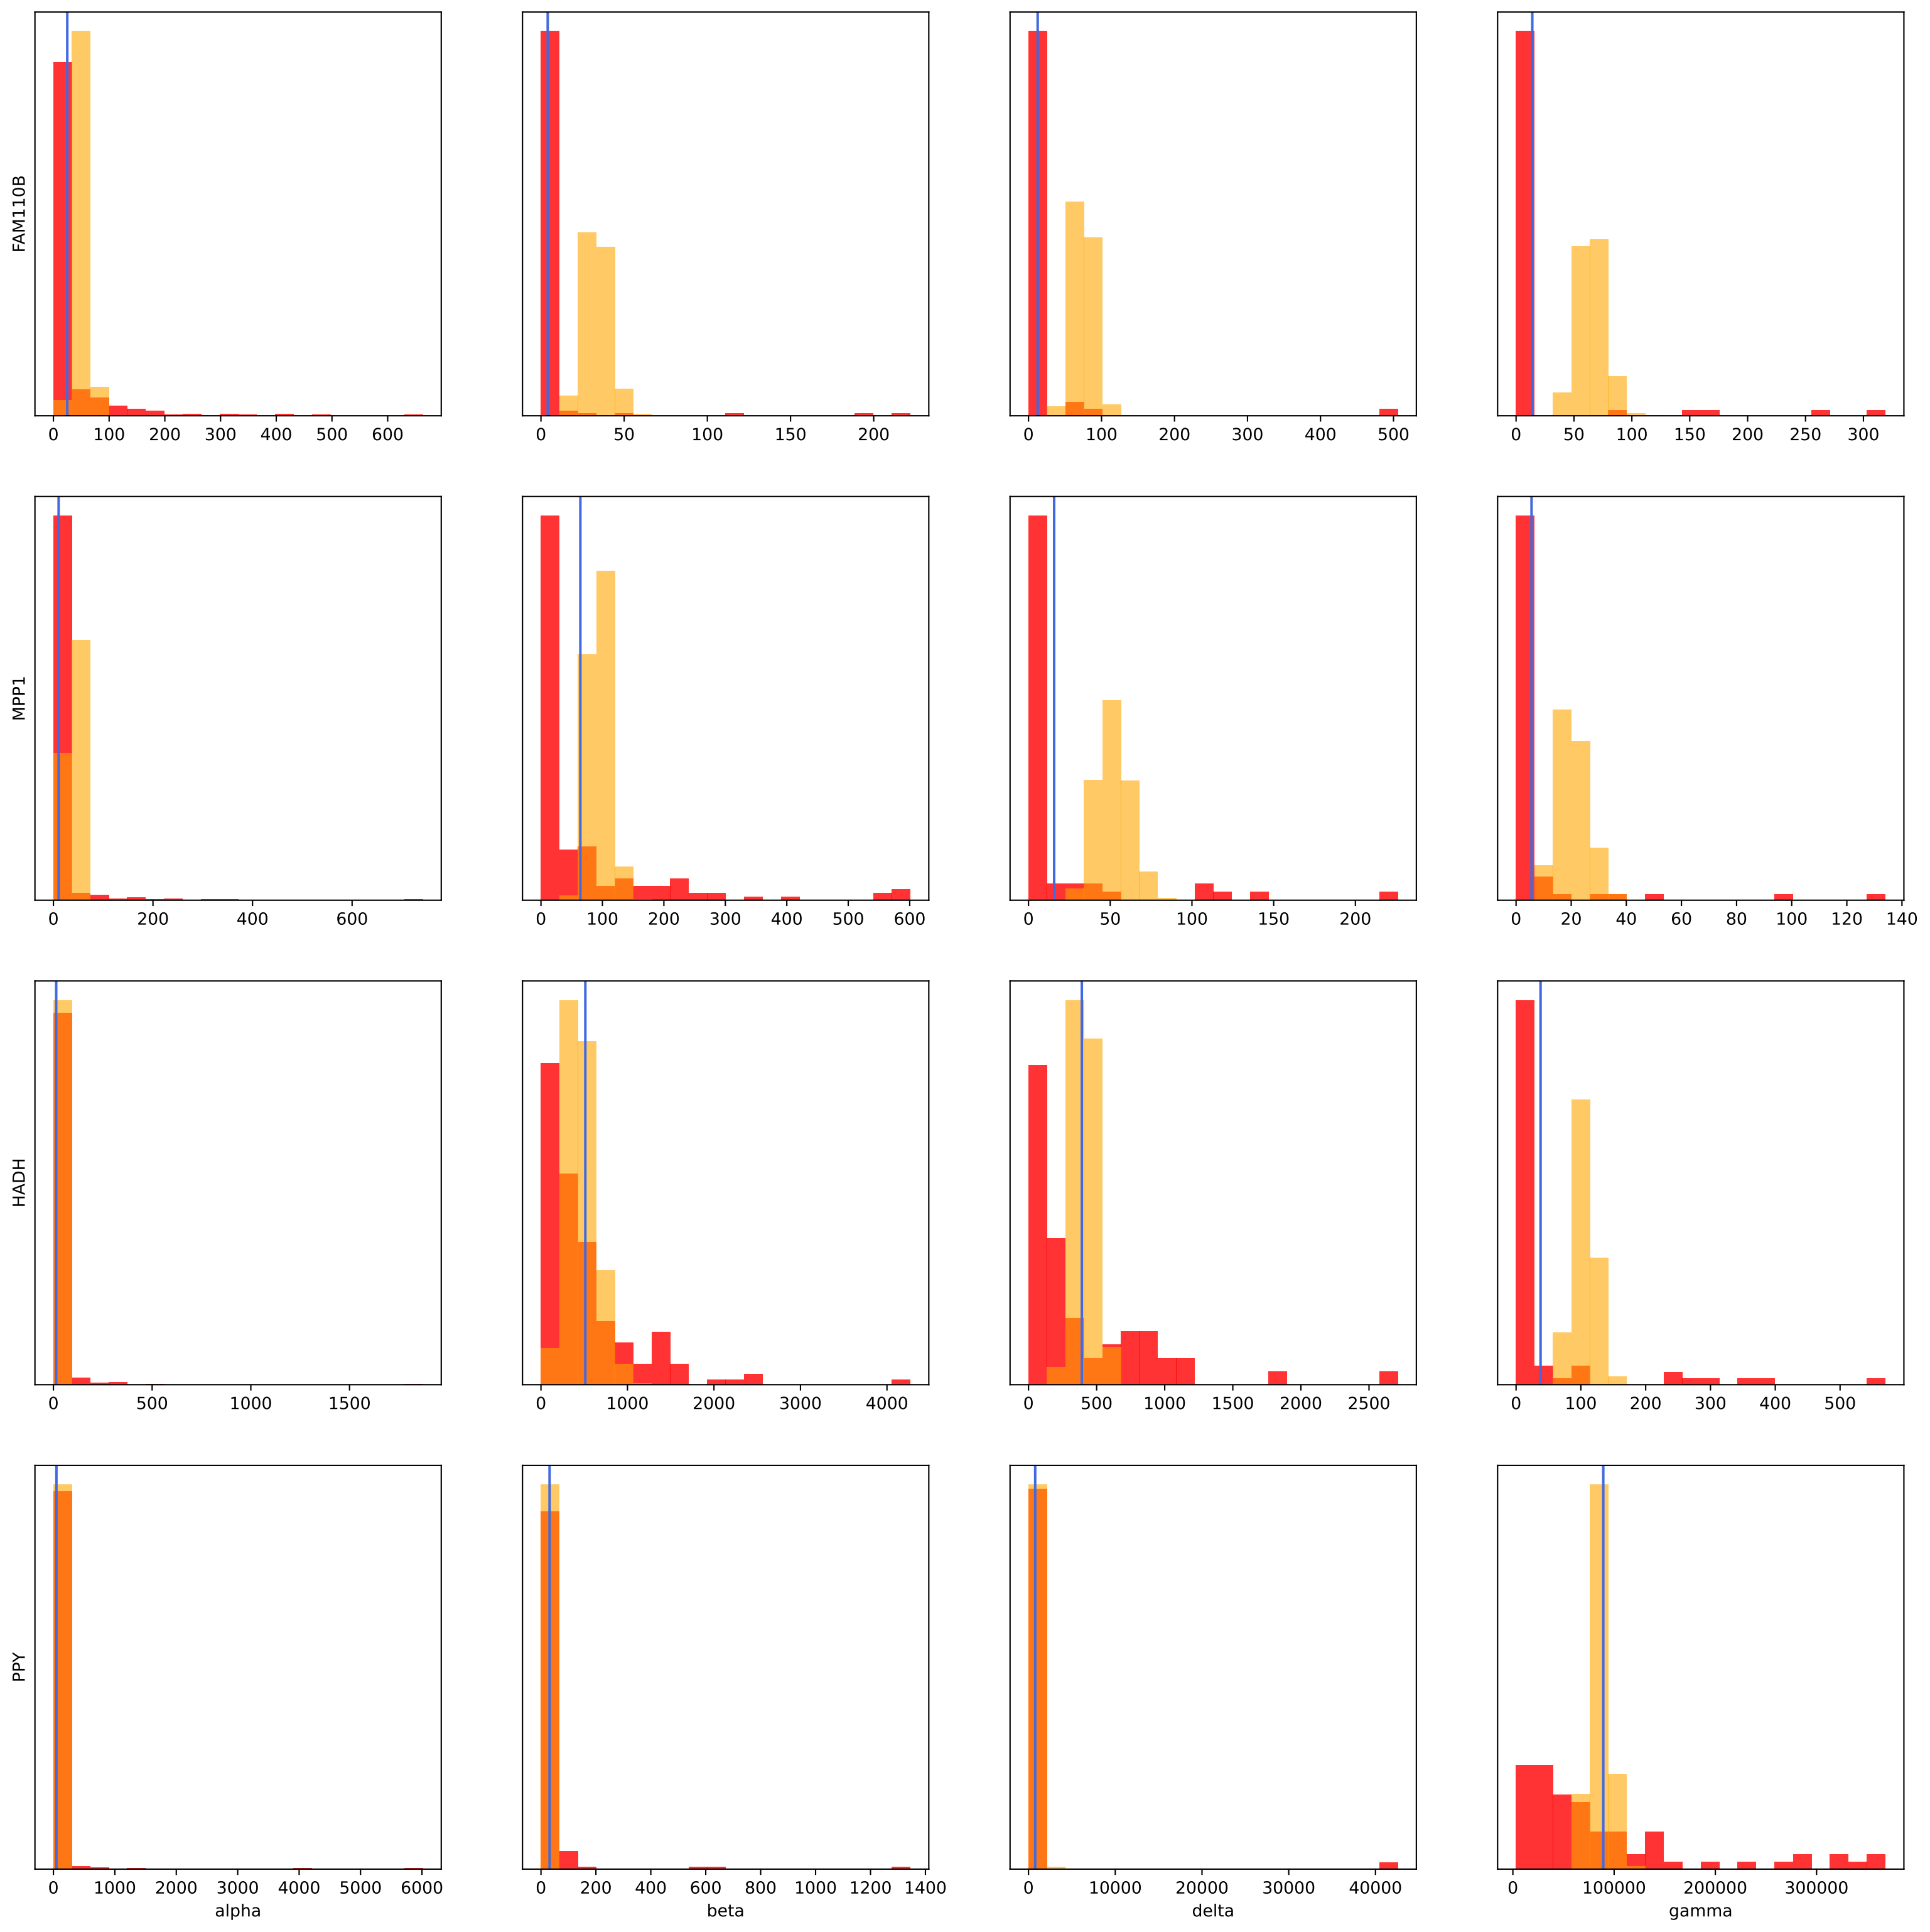 FAM110B
0 100 200 300 400 500 600
0 50 100 150 200
0 100 200 300 400 500
0 50 100 150 200 250 300
MPP1
0 200 400 600
0 100 200 300 400 500 600
0 50 100 150 200
0 20 40 60 80 100 120 140
HADH
0 500 1000 1500
0 1000 2000 3000 4000
0 500 1000 1500 2000 2500
0 100 200 300 400 500
PPY
0 1000 2000 3000 4000 5000 6000
alpha
0 200 400 600 800 1000 1200 1400
beta
0 10000 20000 30000 40000
delta
0 100000 200000 300000
gamma